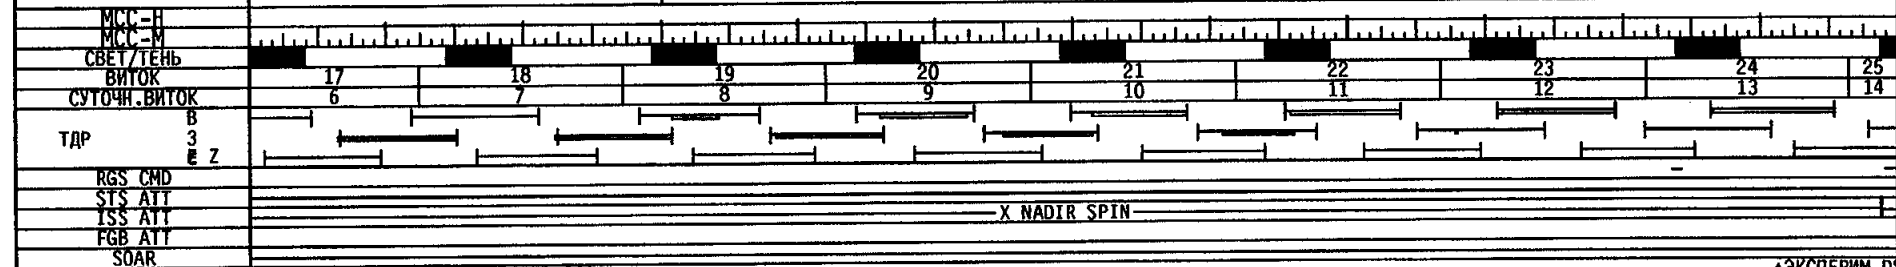 МСС-Н
МСС-М
СВЕТ/ТЕНЬ
ВИТОК 17 18 19 20 21 22 23 24 25
СУТОЧН.ВИТОК 6 7 8 9 10 11 12 13 14
В
ТДР З
Z
RGS CMD
STS ATT
ISS ATT X NADIR SPIN
FGB ATT
SOAR